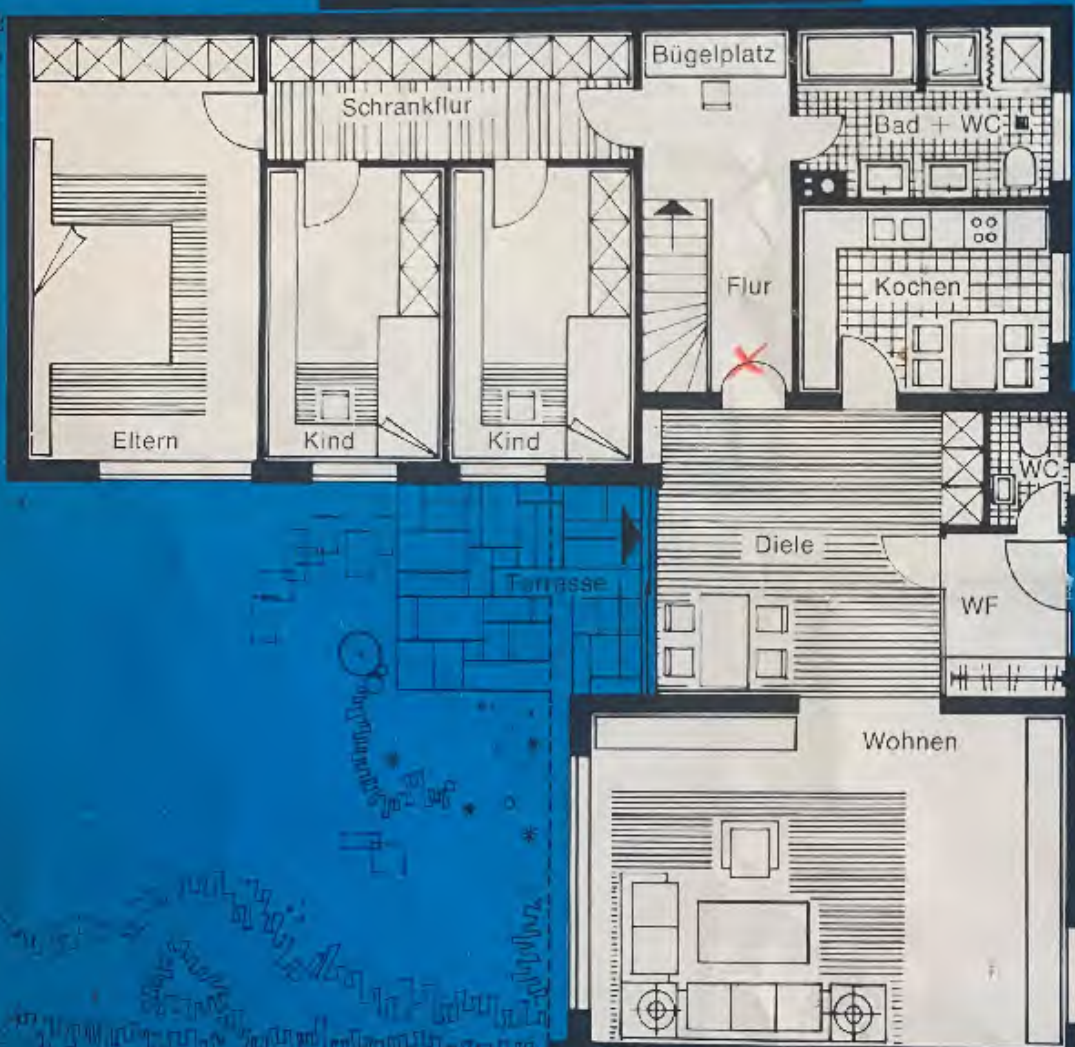 Bügelplatz
Schrankflur
Bad + WC
Flur
Kochen
Eltern
Kind
Kind
WC
Diele
Terrasse
WF
Wohnen